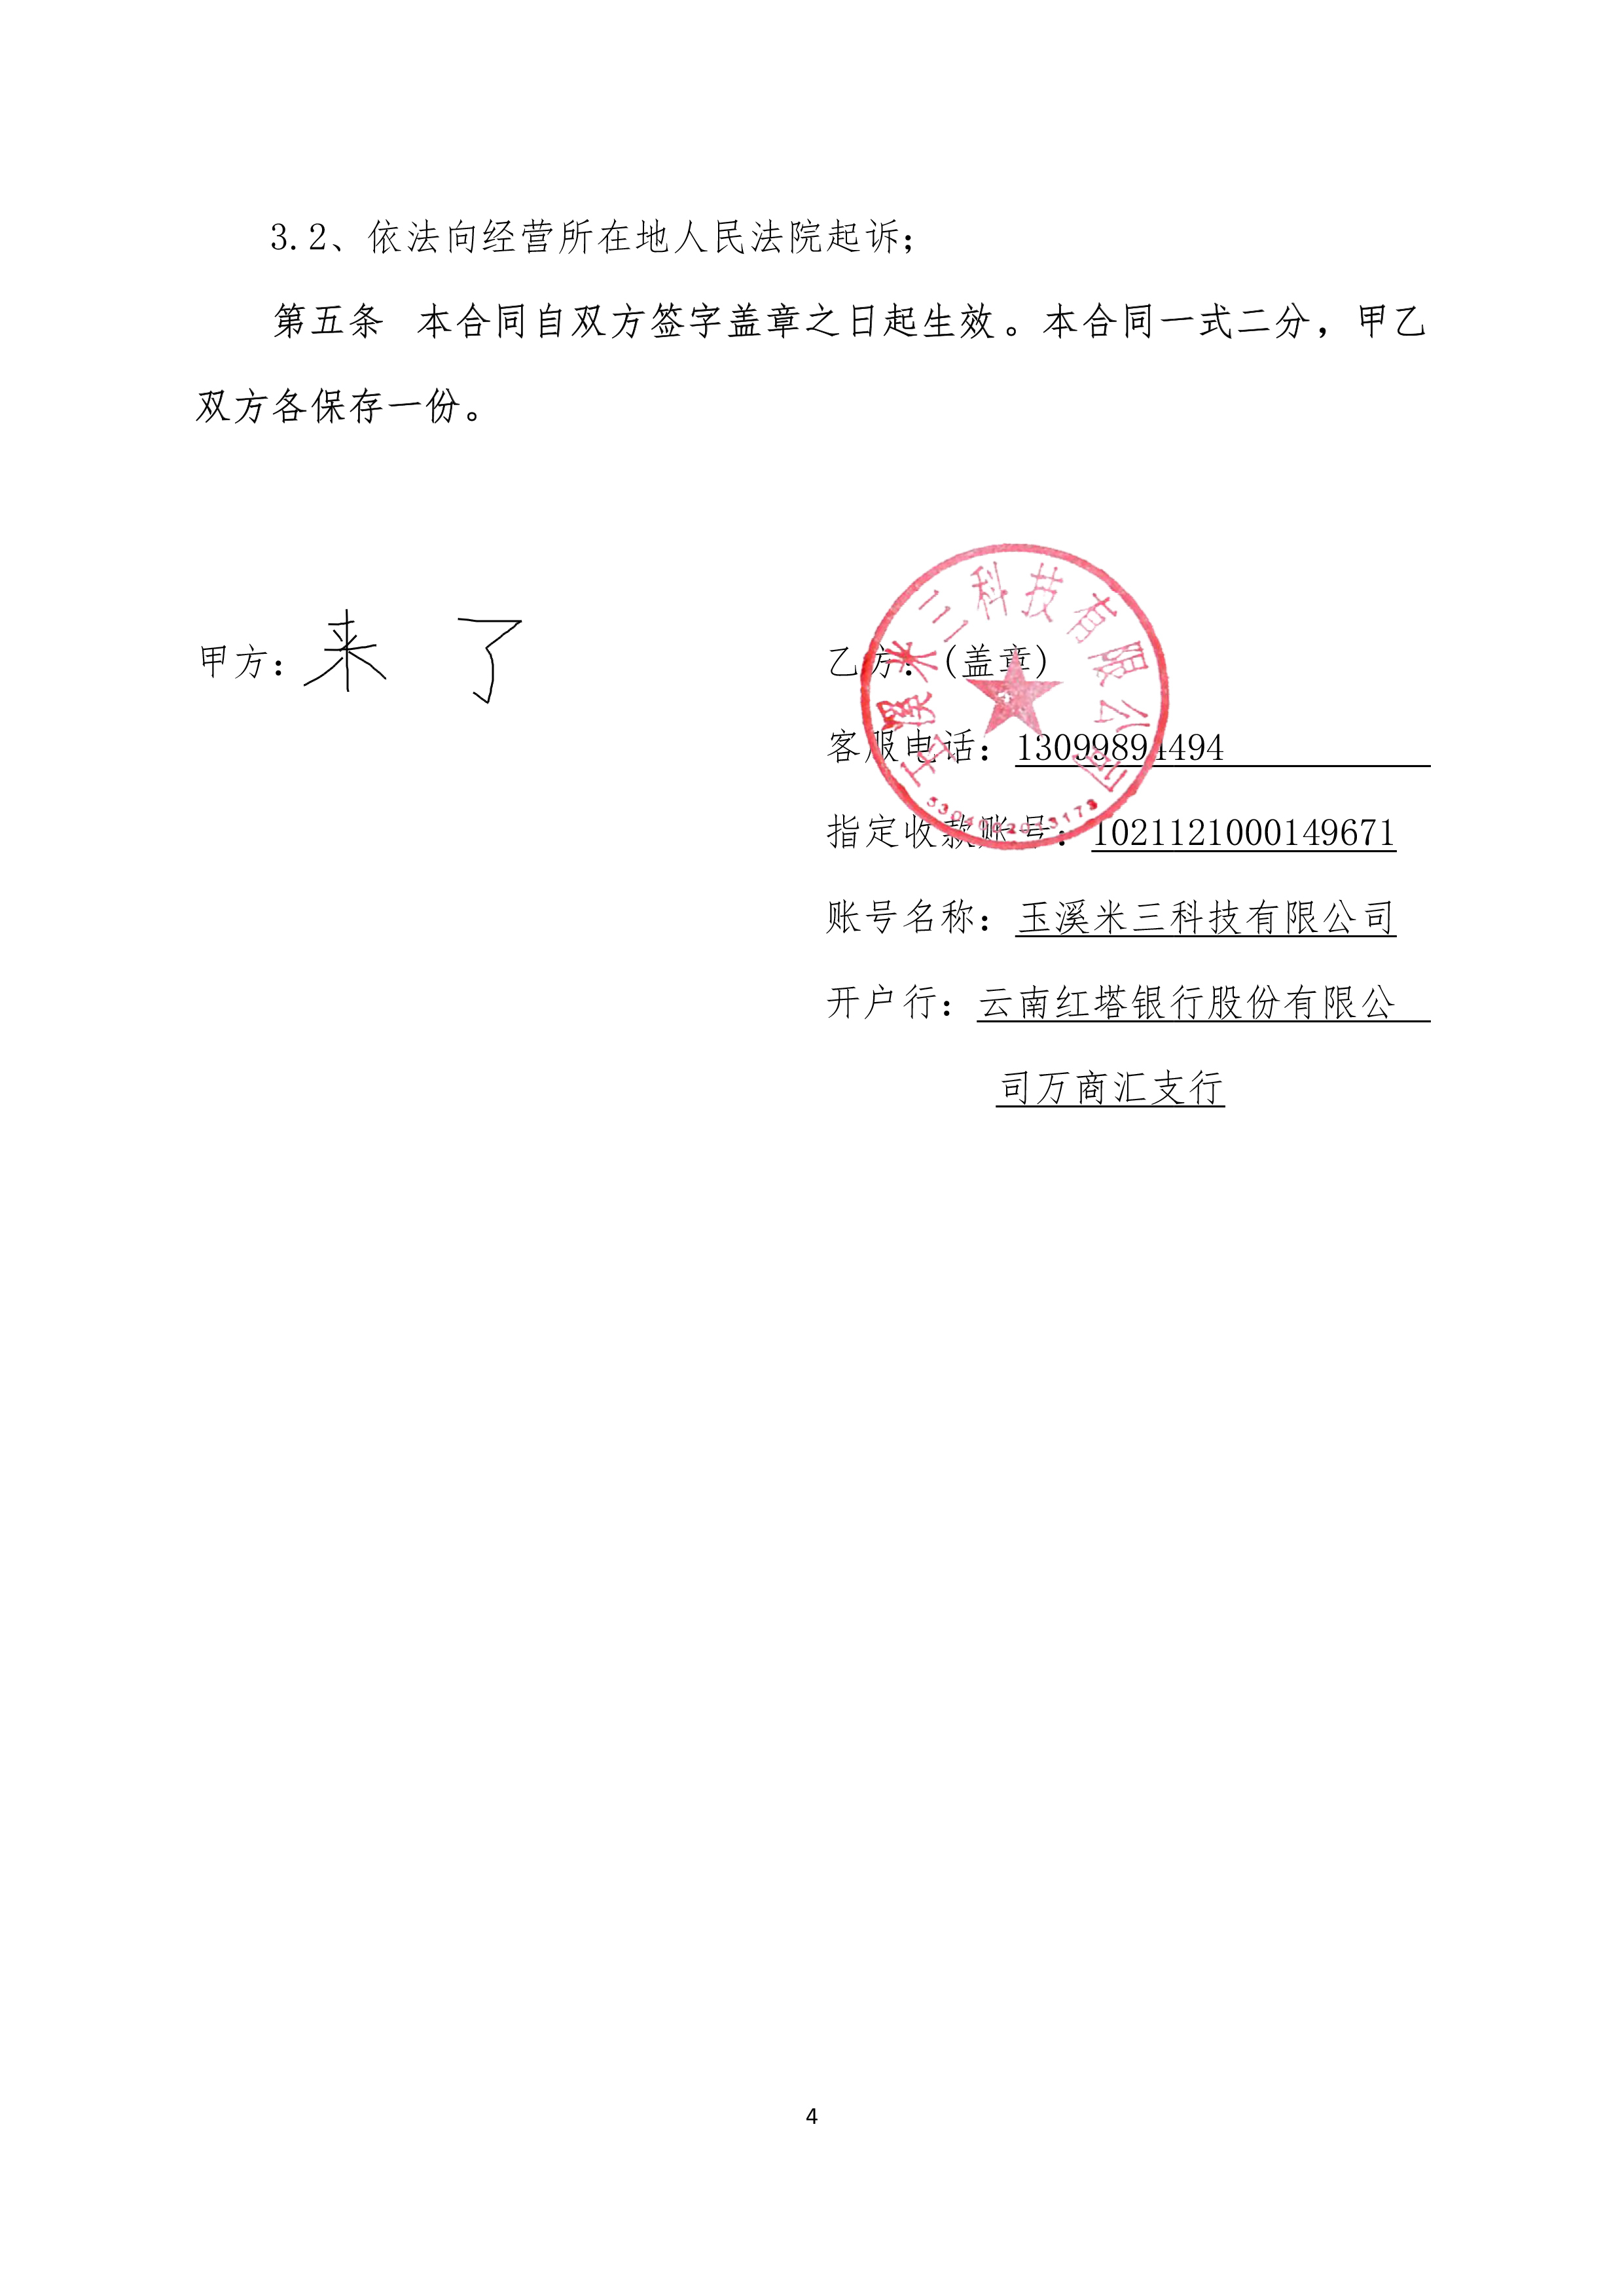 3.2、依法向经营所在地人民法院起诉；
第五条 本合同自双方签字盖章之日起生效。本合同一式二分，甲乙
双方各保存一份。
甲方：来 了
乙方：（盖章）
玉溪米三科技有限公司
客服电话：13099894494
指定收款账号：1021121000149671
账号名称：玉溪米三科技有限公司
开户行：云南红塔银行股份有限公
司万商汇支行
4